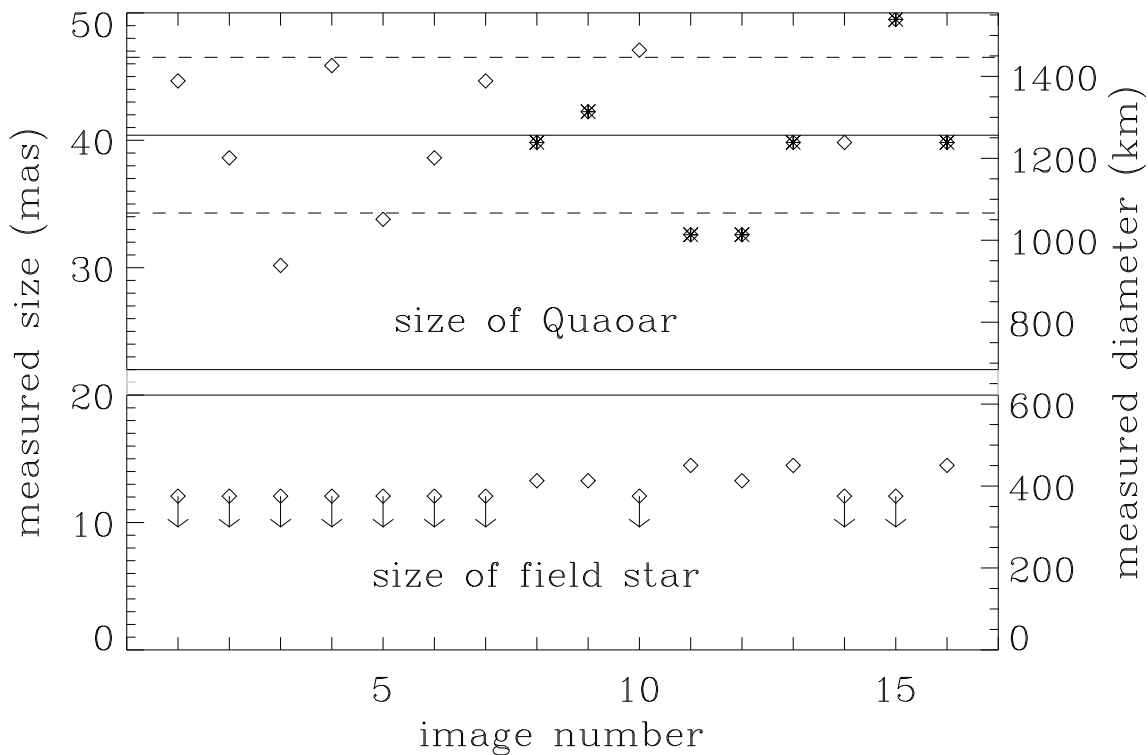 measured size (mas)
50
40
30
20
10
0
size of Quaoar
size of field star
1400
1200
1000
800
600
400
200
0
measured diameter (km)
5 10 15
image number